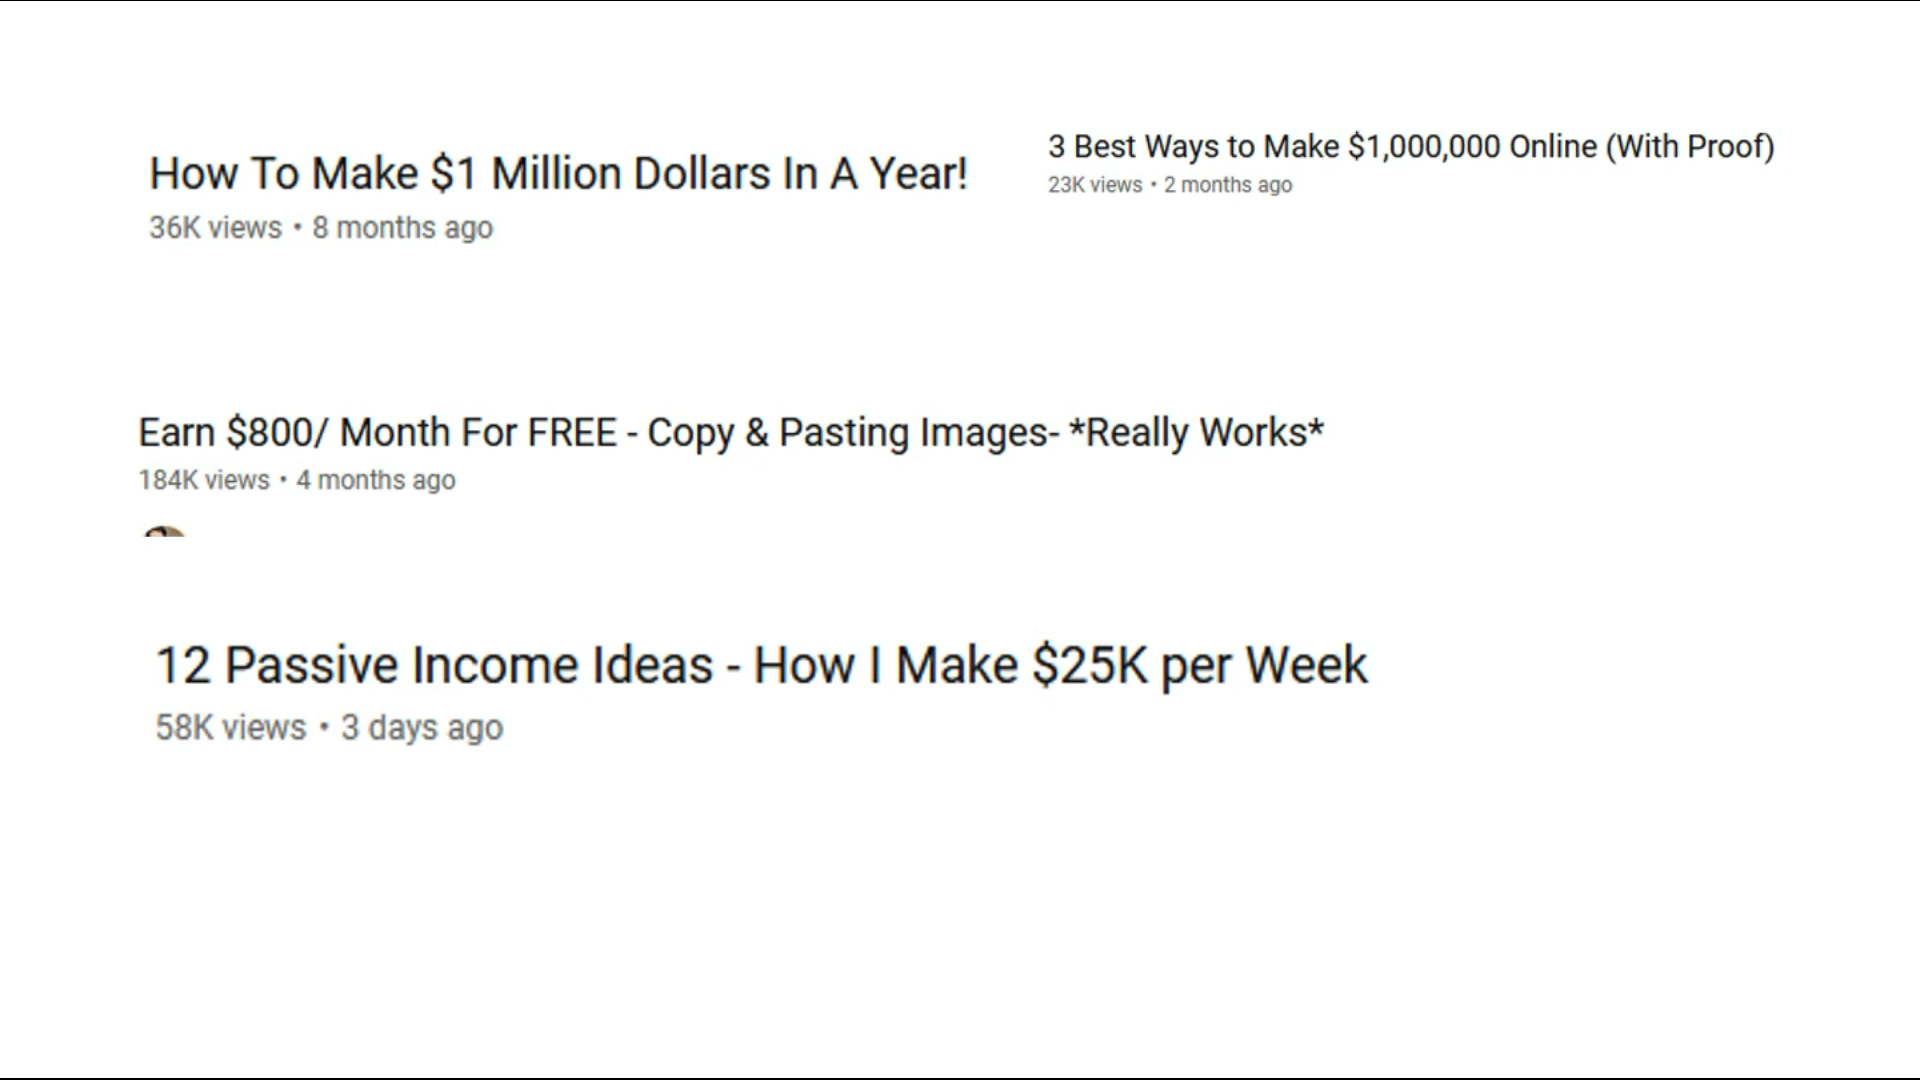 How To Make $1 Million Dollars In A Year!
36K views • 8 months ago
3 Best Ways to Make $1,000,000 Online (With Proof)
23K views • 2 months ago
Earn $800/ Month For FREE - Copy & Pasting Images- *Really Works*
184K views • 4 months ago
12 Passive Income Ideas - How I Make $25K per Week
58K views • 3 days ago